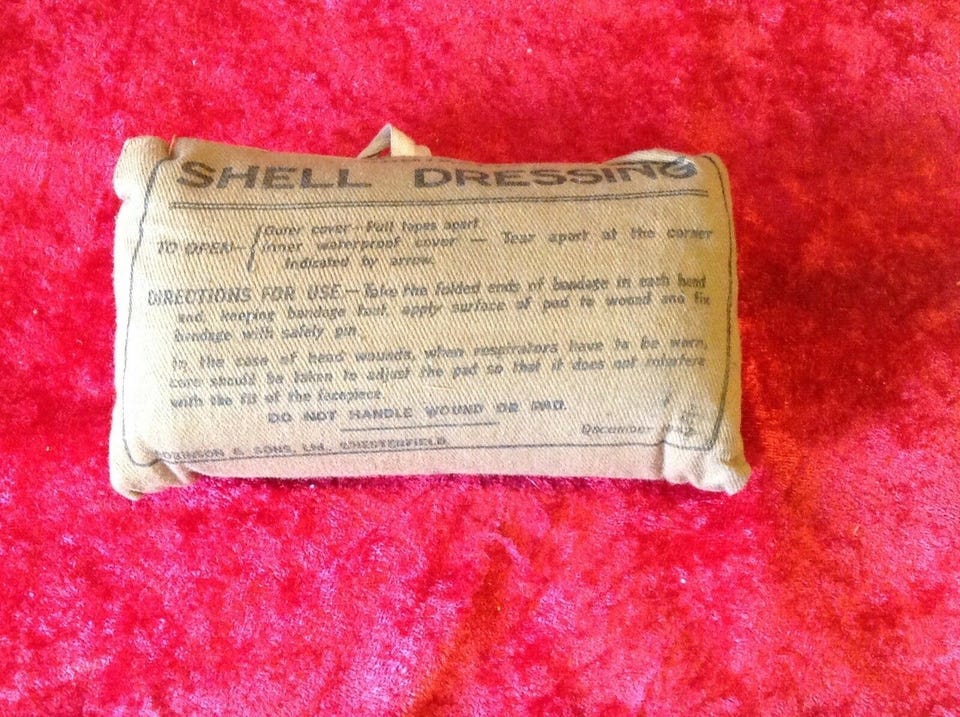 SHELL DRESSING
TO OPEN:— Outer cover—Pull tapes apart
Inner waterproof cover — Tear apart at the corner
indicated by arrow.
DIRECTIONS FOR USE—Take the folded ends of bandage in each hand
and, keeping bandage taut, apply surface of pad to wound and fix
bandage with safety pin.
In the case of head wounds, when respirators have to be worn,
care should be taken to adjust the pad so that it does not interfere
with the fit of the facepiece
DO NOT HANDLE WOUND OR PAD.
December
ROBINSON & SONS, Ltd. CHESTERFIELD.